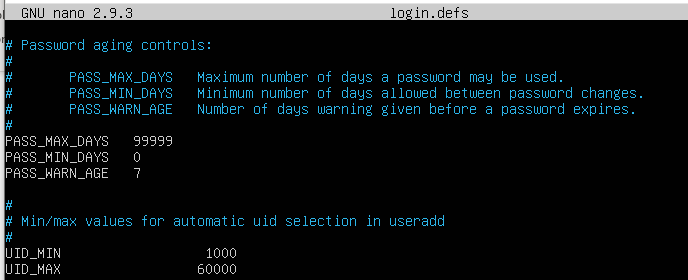 GNU nano 2.9.3 login.defs
# Password aging controls:
#
# PASS_MAX_DAYS Maximum number of days a password may be used.
# PASS_MIN_DAYS Minimum number of days allowed between password changes.
# PASS_WARN_AGE Number of days warning given before a password expires.
#
PASS_MAX_DAYS 99999
PASS_MIN_DAYS 0
PASS_WARN_AGE 7
#
# Min/max values for automatic uid selection in useradd
#
UID_MIN 1000
UID_MAX 60000